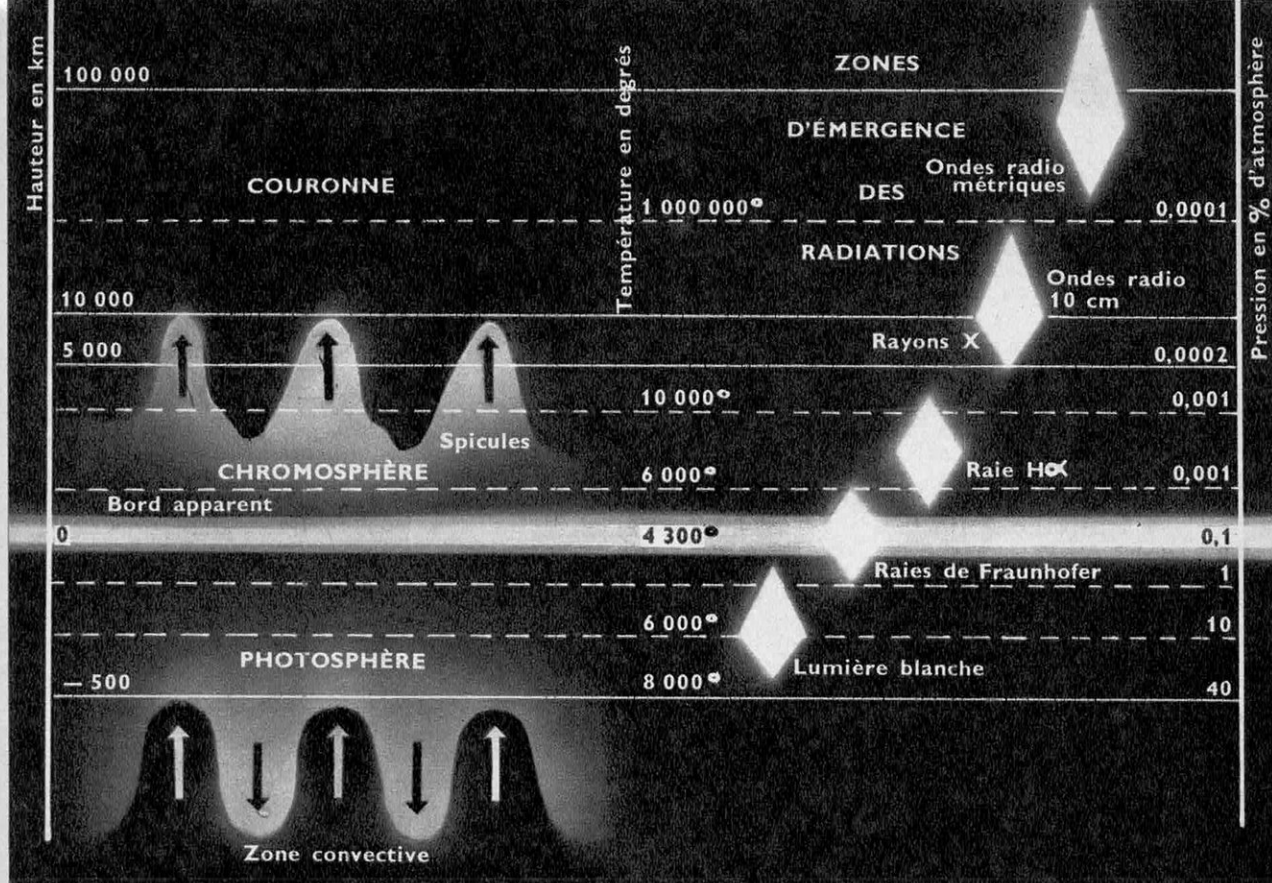 Hauteur en km
Température en degrés
Pression en % d'atmosphère
100 000
ZONES
D'ÉMERGENCE
Ondes radio
métriques
COURONNE
DES
1 000 000°
0,0001
RADIATIONS
Ondes radio
10 cm
10 000
Rayons X
5 000
0,0002
10 000°
0,001
Spicules
CHROMOSPHÈRE
6 000°
Raie Hα
0,001
Bord apparent
0
4 300°
0,1
Raies de Fraunhofer
1
6 000°
10
PHOTOSPHÈRE
Lumière blanche
— 500
8 000°
40
Zone convective